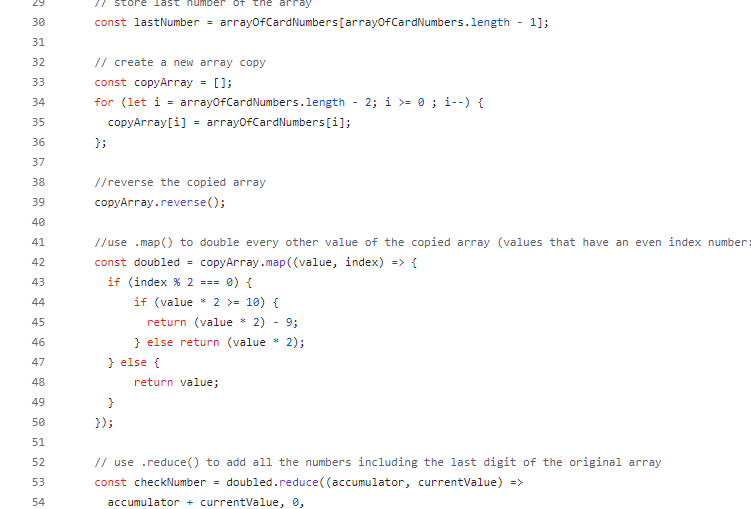 29 // store last number of the array
30 const lastNumber = arrayOfCardNumbers[arrayOfCardNumbers.length - 1];
31
32 // create a new array copy
33 const copyArray = [];
34 for (let i = arrayOfCardNumbers.length - 2; i >= 0 ; i--) {
35 copyArray[i] = arrayOfCardNumbers[i];
36 };
37
38 //reverse the copied array
39 copyArray.reverse();
40
41 //use .map() to double every other value of the copied array (values that have an even index number:
42 const doubled = copyArray.map((value, index) => {
43 if (index % 2 === 0) {
44 if (value * 2 >= 10) {
45 return (value * 2) - 9;
46 } else return (value * 2);
47 } else {
48 return value;
49 }
50 });
51
52 // use .reduce() to add all the numbers including the last digit of the original array
53 const checkNumber = doubled.reduce((accumulator, currentValue) =>
54 accumulator + currentValue, 0,